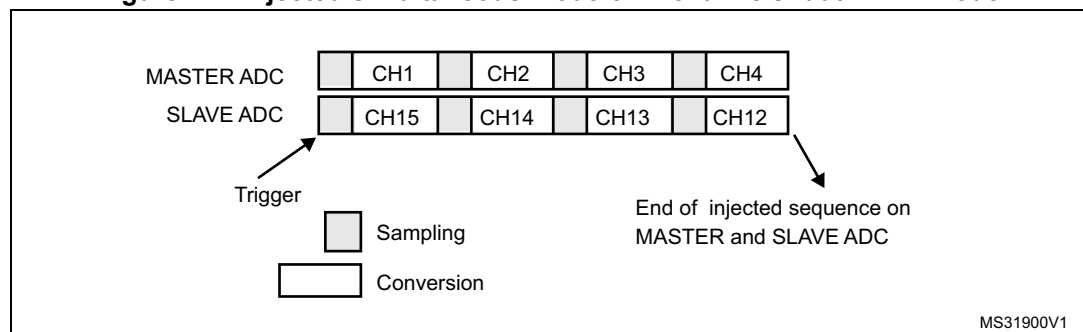 MASTER ADC CH1 CH2 CH3 CH4
SLAVE ADC CH15 CH14 CH13 CH12
Trigger
End of injected sequence on
MASTER and SLAVE ADC
Sampling
Conversion
MS31900V1